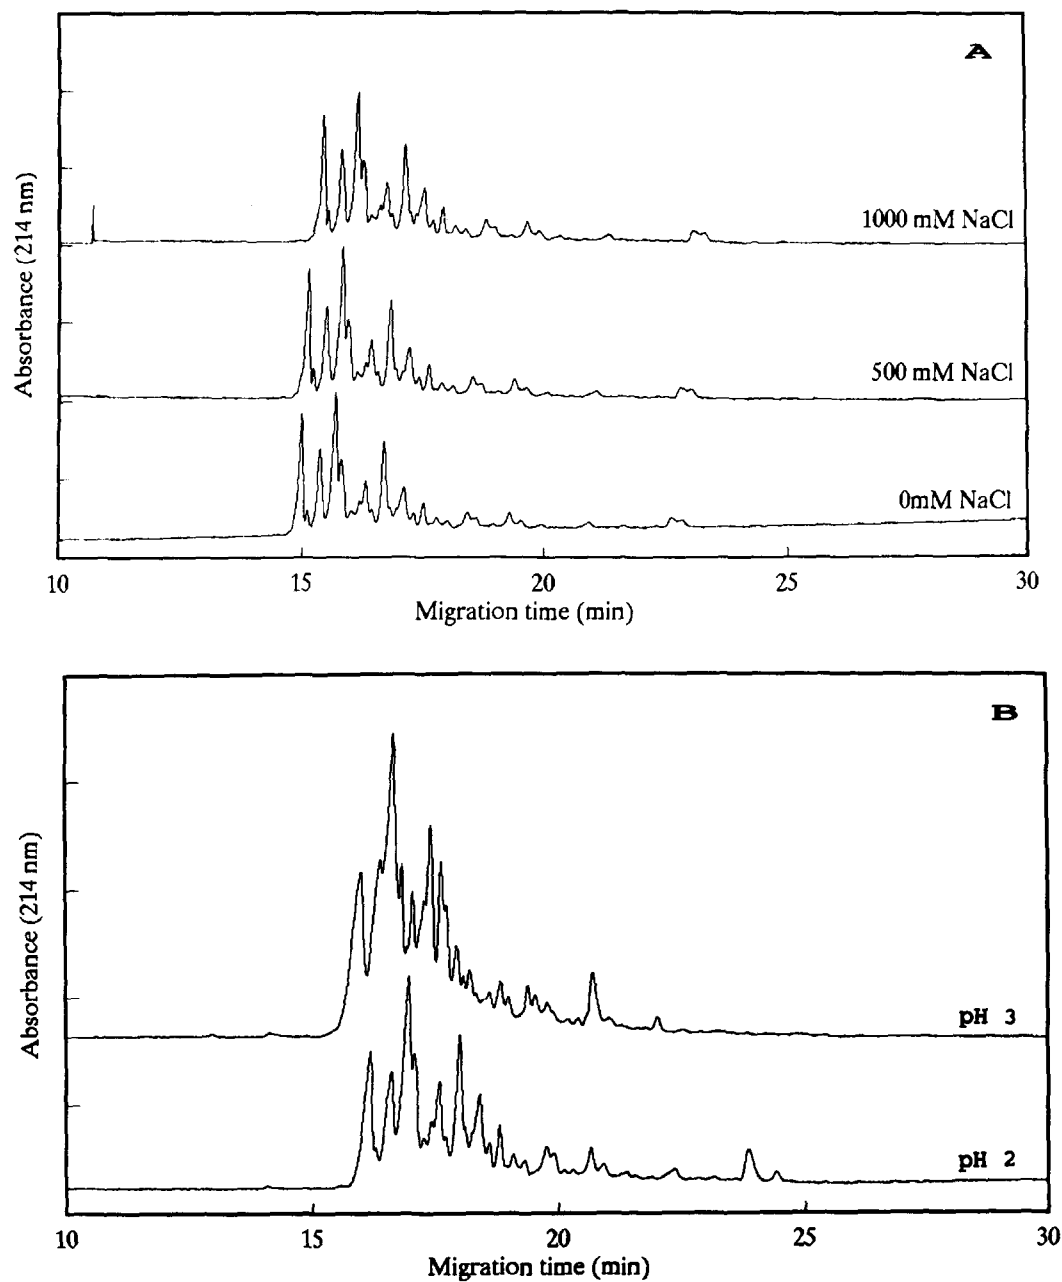 A
Absorbance (214 nm)
1000 mM NaCl
500 mM NaCl
0mM NaCl
10 15 20 25 30
Migration time (min)
B
Absorbance (214 nm)
pH 3
pH 2
10 15 20 25 30
Migration time (min)